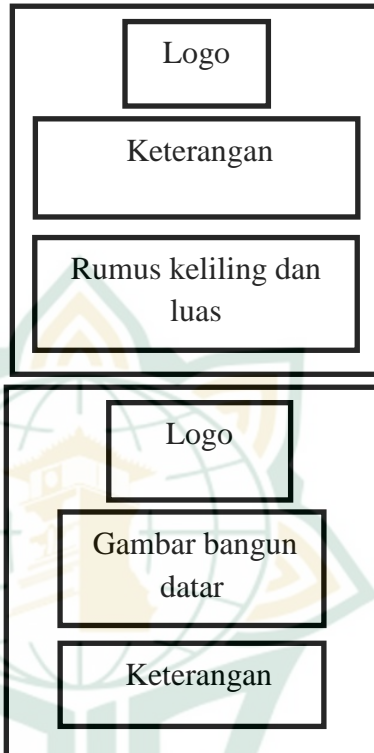 Logo
Keterangan
Rumus keliling dan
luas
Logo
Gambar bangun
datar
Keterangan